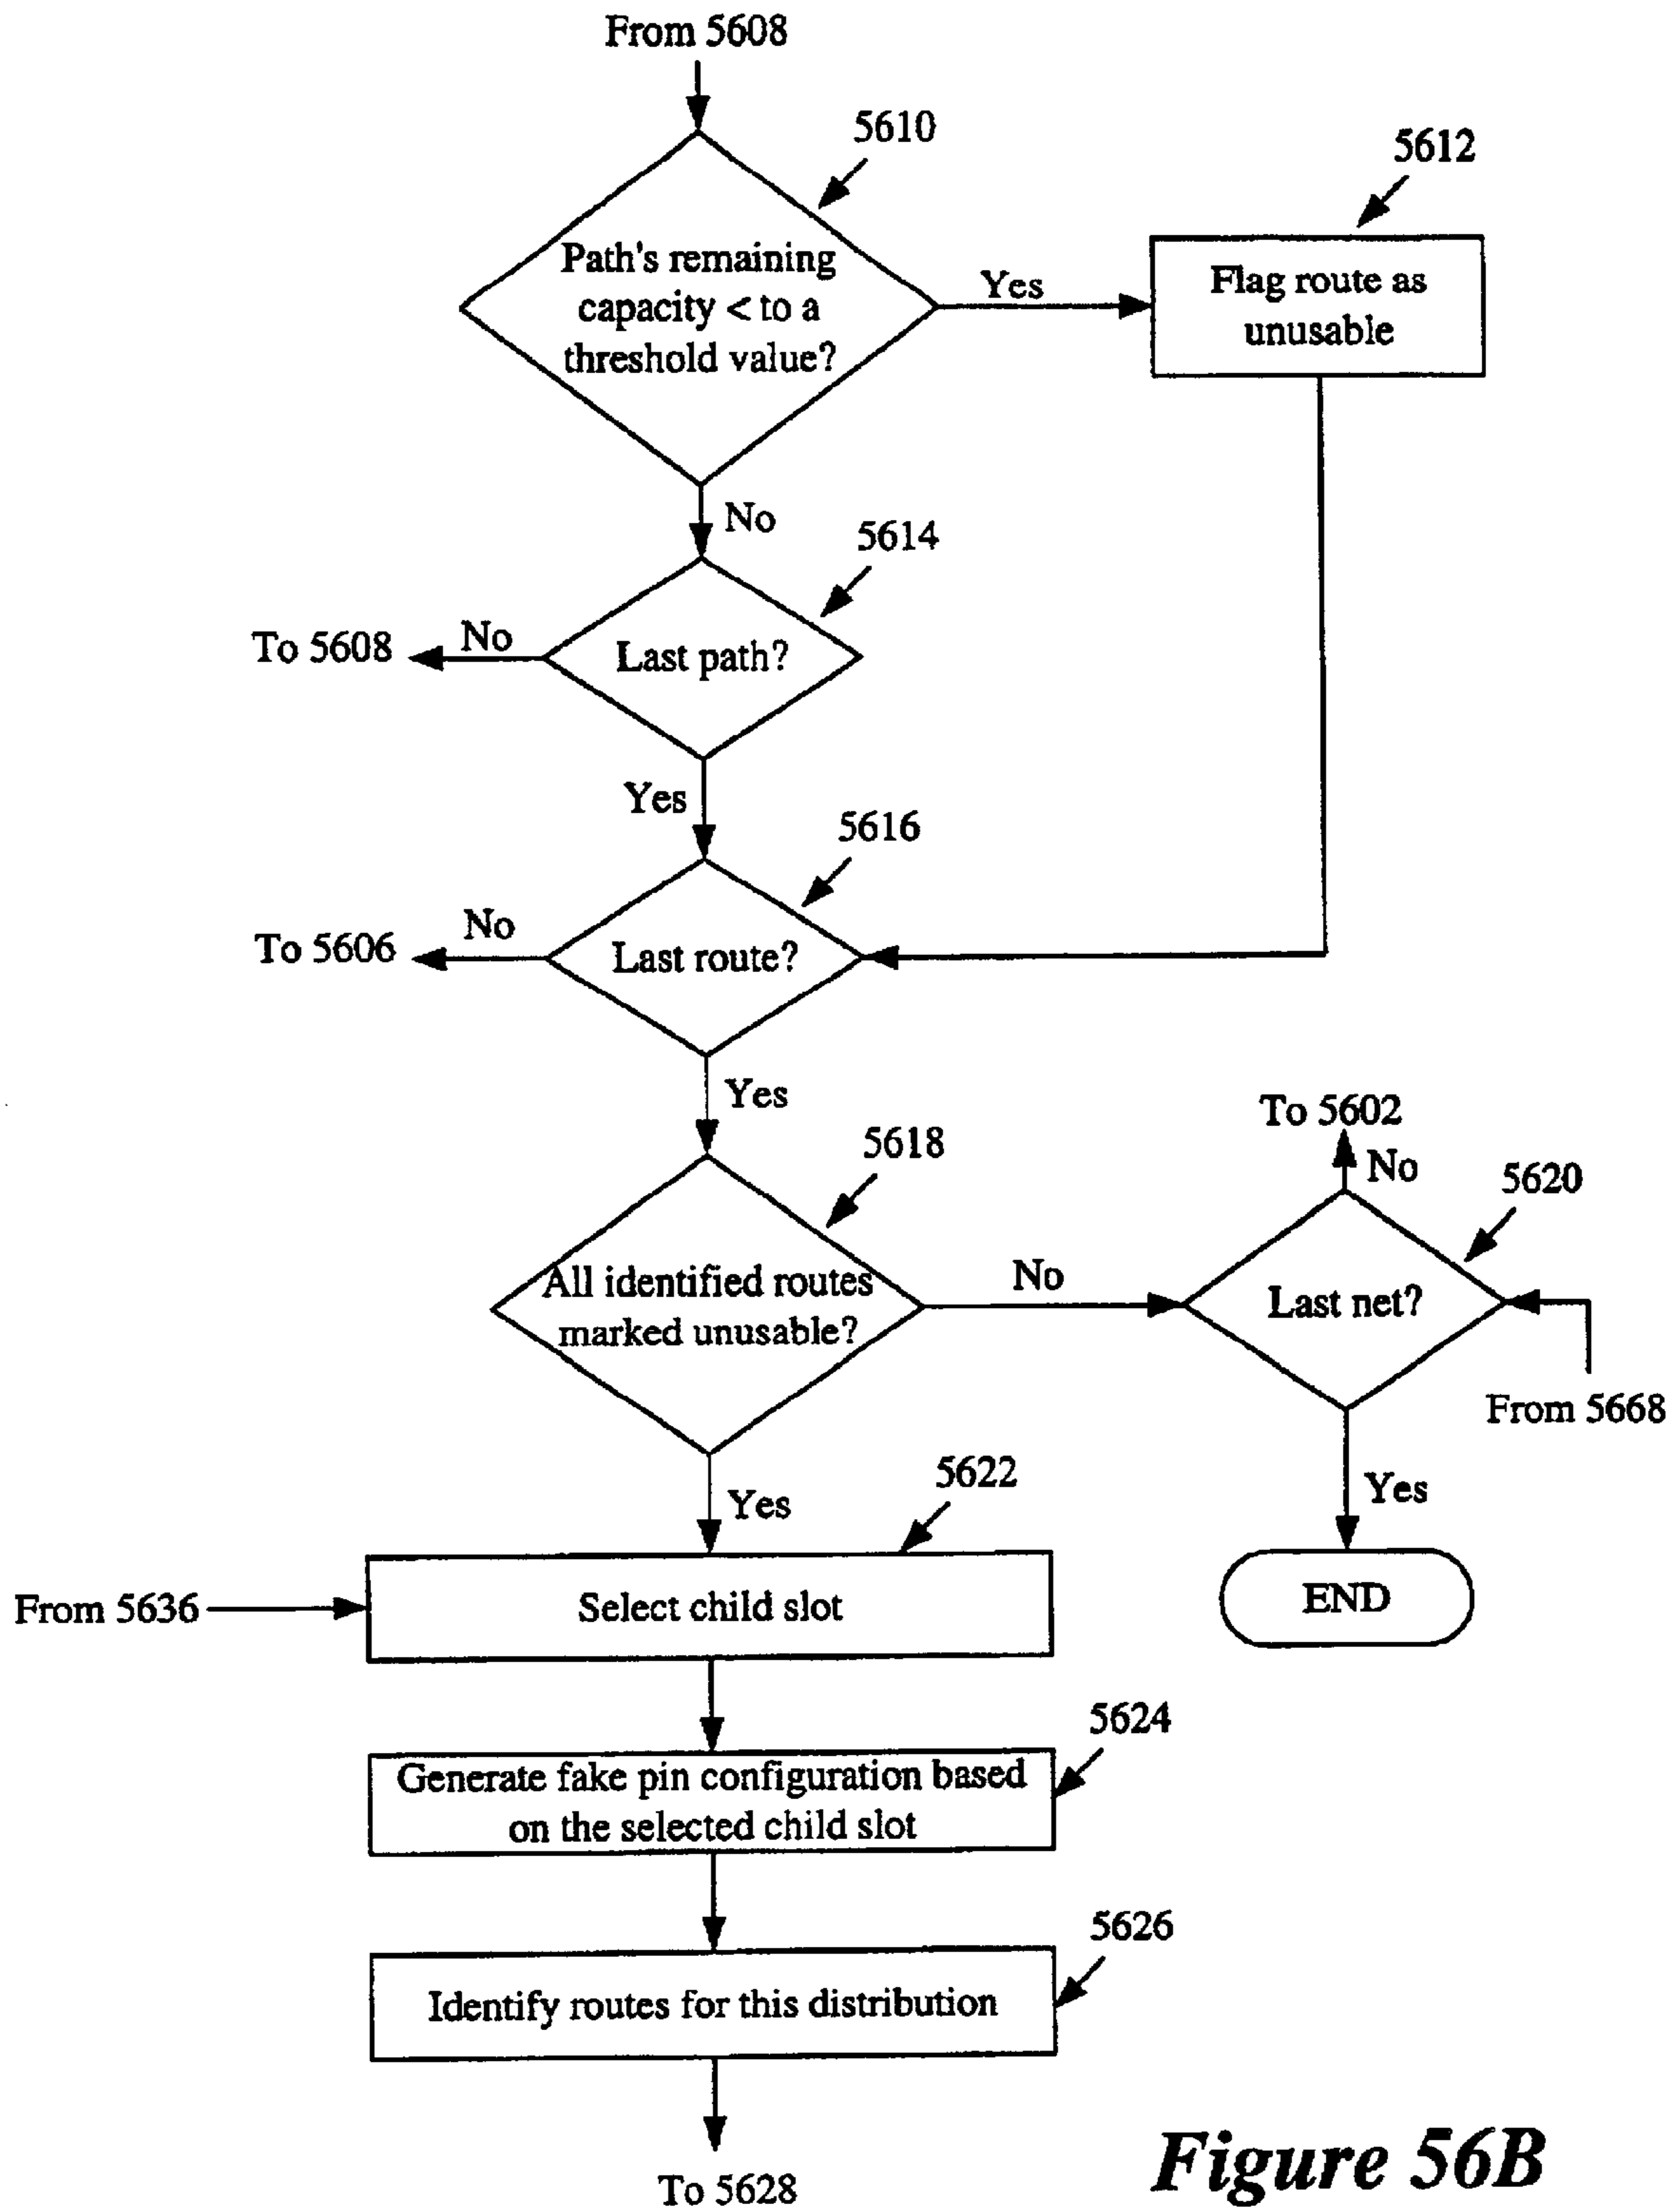 From 5608
5610
5612
Path's remaining
capacity < to a
threshold value?
Yes
Flag route as
unusable
No
5614
To 5608
No
Last path?
Yes
5616
To 5606
No
Last route?
Yes
To 5602
No
5618
5620
All identified routes
marked unusable?
No
Last net?
From 5668
Yes
5622
Yes
From 5636
Select child slot
END
5624
Generate fake pin configuration based
on the selected child slot
5626
Identify routes for this distribution
To 5628
Figure 56B